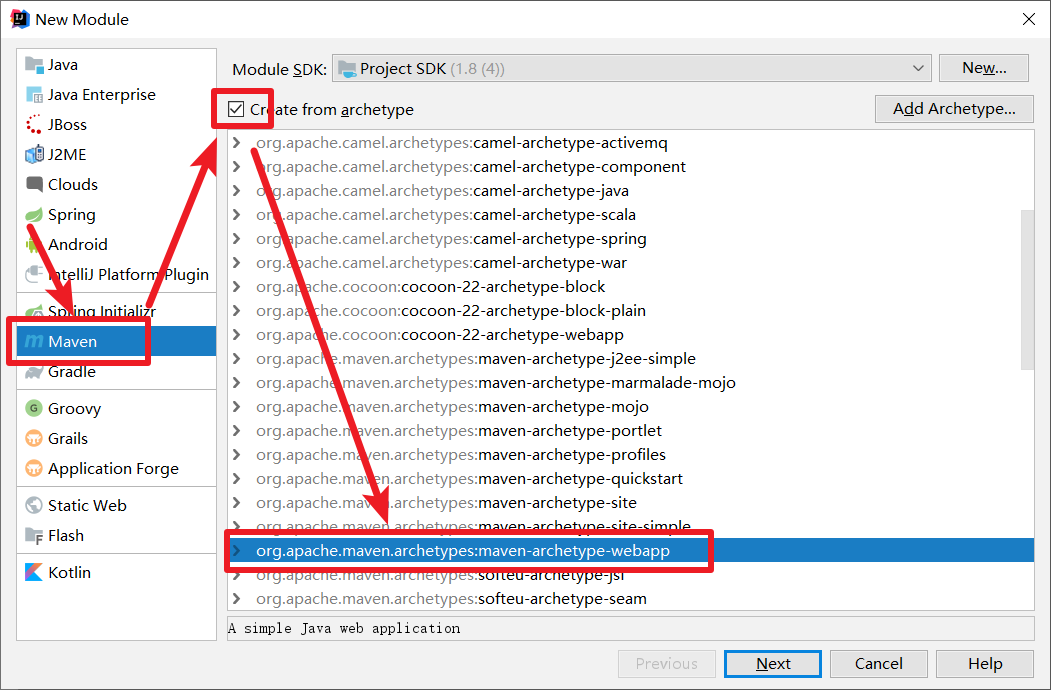 New Module
Java
Java Enterprise
JBoss
J2ME
Clouds
Spring
Android
IntelliJ Platform Plugin
Spring Initializr
Maven
Gradle
Groovy
Grails
Application Forge
Static Web
Flash
Kotlin
Module SDK: Project SDK (1.8 (4)) New...
Create from archetype Add Archetype...
org.apache.camel.archetypes:camel-archetype-activemq
org.apache.camel.archetypes:camel-archetype-component
org.apache.camel.archetypes:camel-archetype-java
org.apache.camel.archetypes:camel-archetype-scala
org.apache.camel.archetypes:camel-archetype-spring
org.apache.camel.archetypes:camel-archetype-war
org.apache.cocoon:cocoon-22-archetype-block
org.apache.cocoon:cocoon-22-archetype-block-plain
org.apache.cocoon:cocoon-22-archetype-webapp
org.apache.maven.archetypes:maven-archetype-j2ee-simple
org.apache.maven.archetypes:maven-archetype-marmalade-mojo
org.apache.maven.archetypes:maven-archetype-mojo
org.apache.maven.archetypes:maven-archetype-portlet
org.apache.maven.archetypes:maven-archetype-profiles
org.apache.maven.archetypes:maven-archetype-quickstart
org.apache.maven.archetypes:maven-archetype-site
org.apache.maven.archetypes:maven-archetype-site-simple
org.apache.maven.archetypes:maven-archetype-webapp
org.apache.maven.archetypes:softeu-archetype-jsf
org.apache.maven.archetypes:softeu-archetype-seam
A simple Java web application
Previous Next Cancel Help